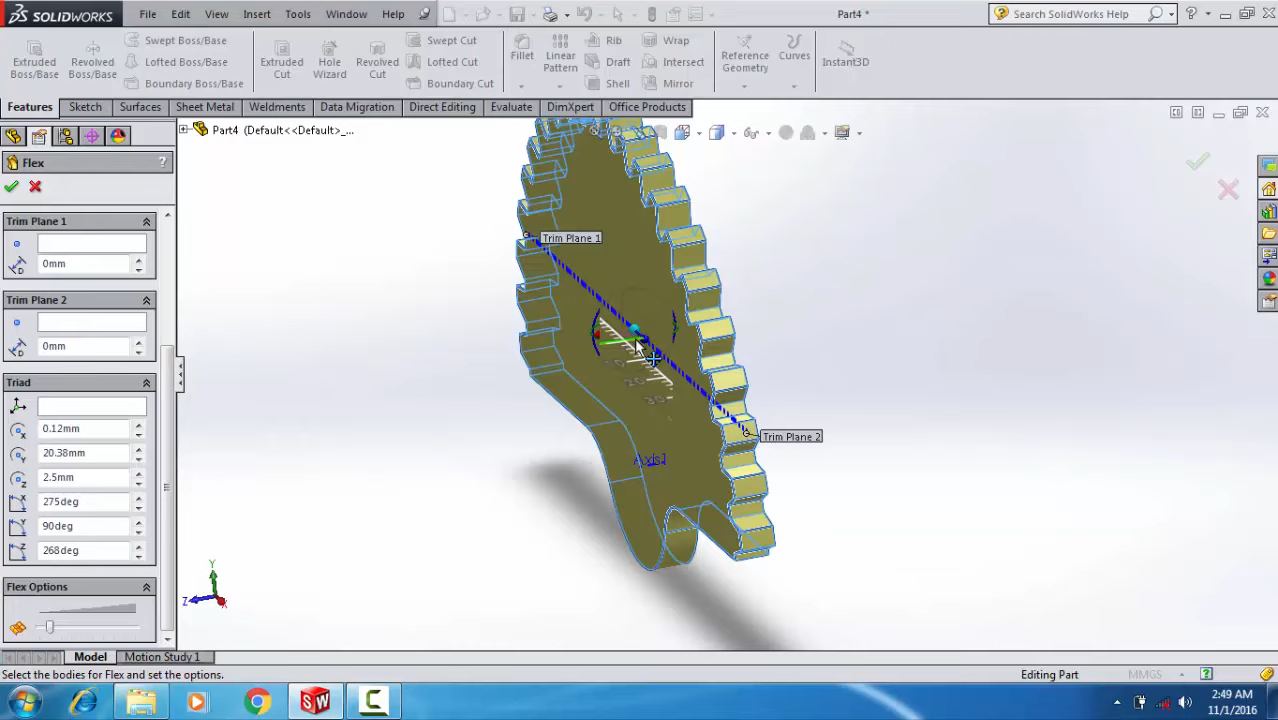 SOLIDWORKS File Edit View Insert Tools Window Help Part4 * Search SolidWorks Help
Extruded Boss/Base
Revolved Boss/Base
Swept Boss/Base
Lofted Boss/Base
Boundary Boss/Base
Extruded Cut
Hole Wizard
Revolved Cut
Swept Cut
Lofted Cut
Boundary Cut
Fillet
Linear Pattern
Rib
Draft
Shell
Wrap
Intersect
Mirror
Reference Geometry
Curves
Instant3D
Features Sketch Surfaces Sheet Metal Weldments Data Migration Direct Editing Evaluate DimXpert Office Products
Part4 (Default<<Default>_...
Flex ?
Trim Plane 1
0mm
Trim Plane 2
0mm
Triad
0.12mm
20.38mm
2.5mm
275deg
90deg
268deg
Flex Options
Trim Plane 1
10
20
30
Trim Plane 2
Axis1
Y
Z
X
Model Motion Study 1
Select the bodies for Flex and set the options. Editing Part MMGS
2:49 AM
11/1/2016